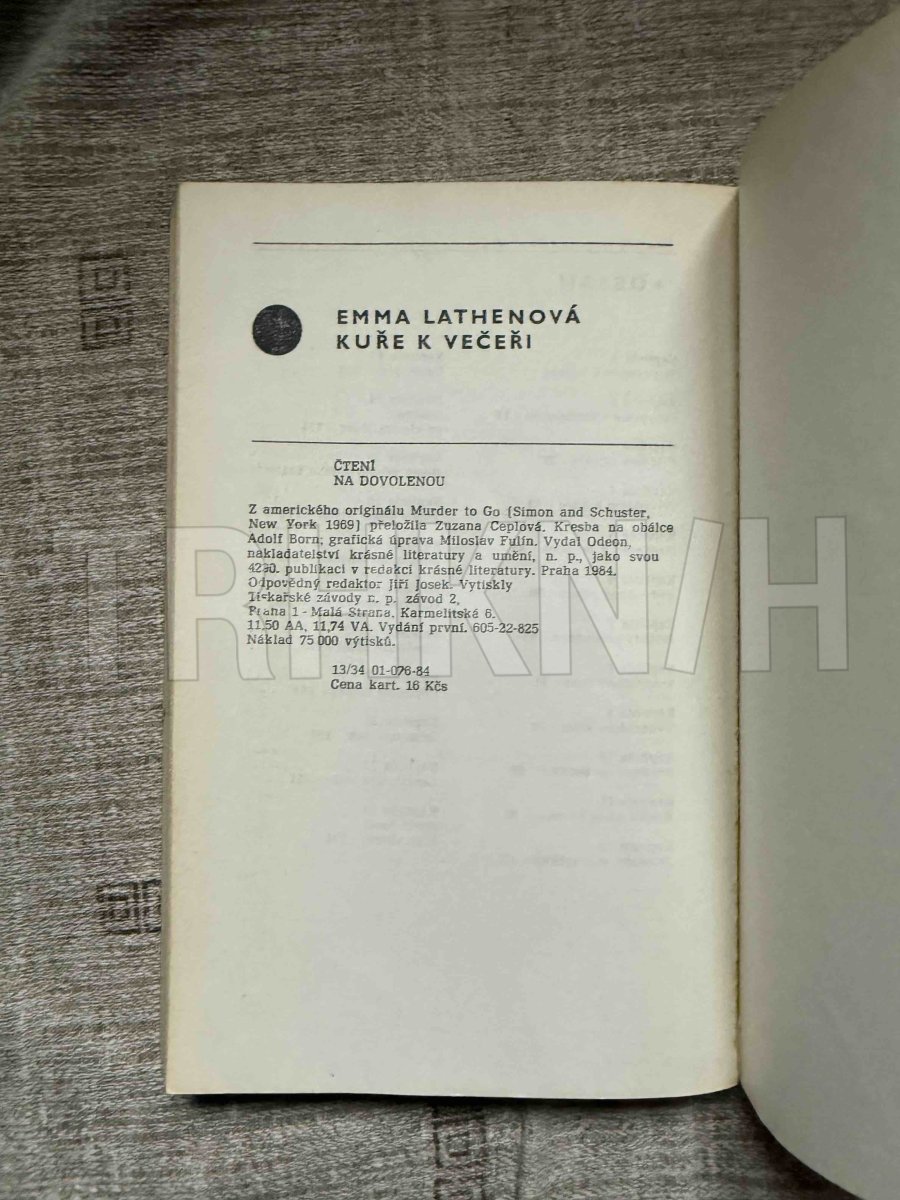 EMMA LATHENOVÁ
KUŘE K VEČEŘI
ČTENÍ
NA DOVOLENOU
Z amerického originálu Murder to Go (Simon and Schuster,
New York 1969) přeložila Zuzana Ceplová. Kresba na obálce
Adolf Born; grafická úprava Miloslav Fulín. Vydal Odeon,
nakladatelství krásné literatury a umění, n. p., jako svou
publikaci v redakci krásné literatury. Praha 1984.
Odpovědný redaktor Jiří Josek. Vytiskly
Tiskařské závody n. p. závod 2,
Praha 1 - Malá Strana, Karmelitská 6.
11,50 AA, 11,74 VA. Vydání první. 605-22-825
Náklad 75 000 výtisků.
13/34 01-076-84
Cena kart. 16 Kčs